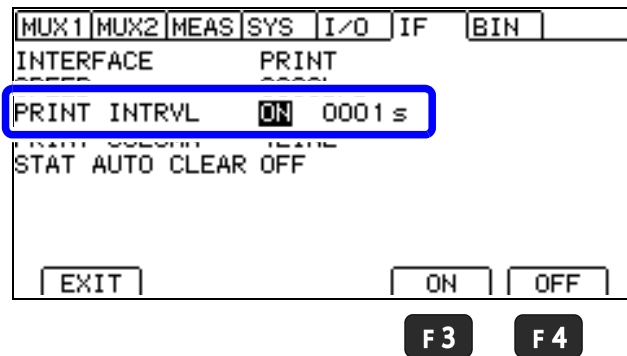 MUX1 MUX2 MEAS SYS I/O IF BIN
INTERFACE PRINT
PRINT INTRVL ON 0001s
STAT AUTO CLEAR OFF
EXIT ON OFF
F3 F4